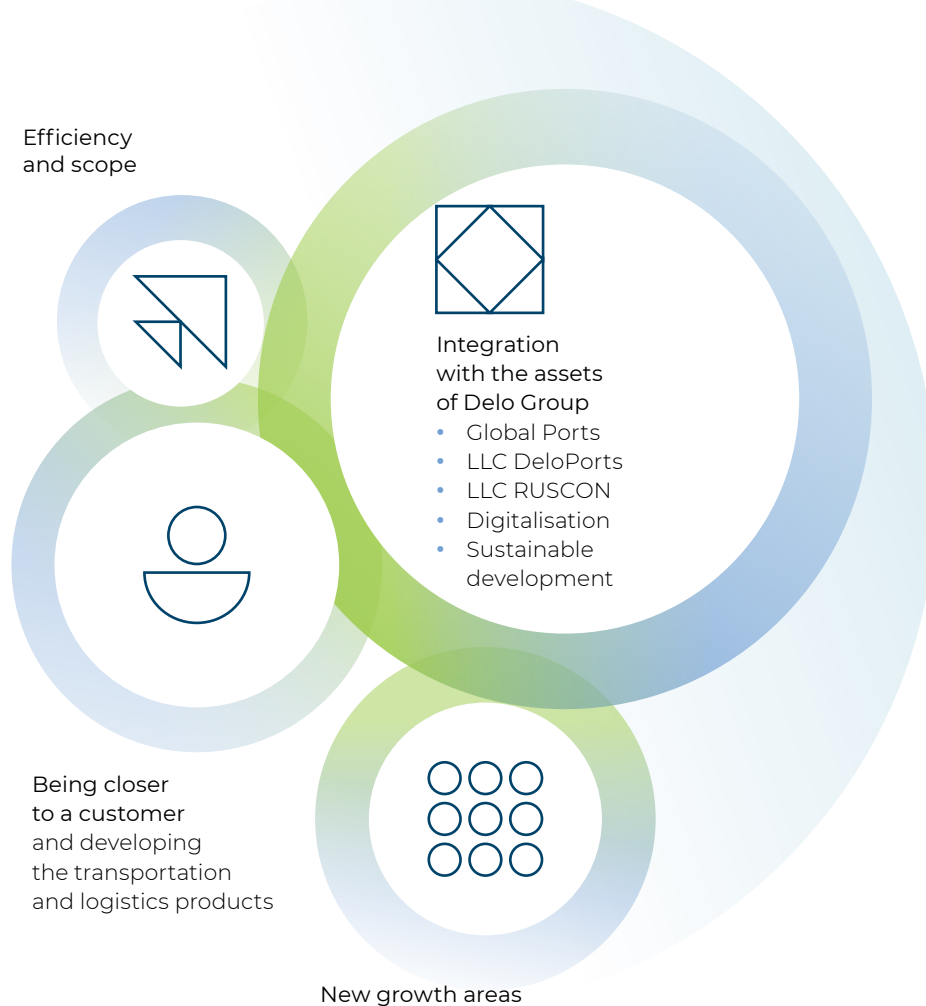 Efficiency
and scope
Integration
with the assets
of Delo Group
• Global Ports
• LLC DeloPorts
• LLC RUSCON
• Digitalisation
• Sustainable
development
Being closer
to a customer
and developing
the transportation
and logistics products
New growth areas